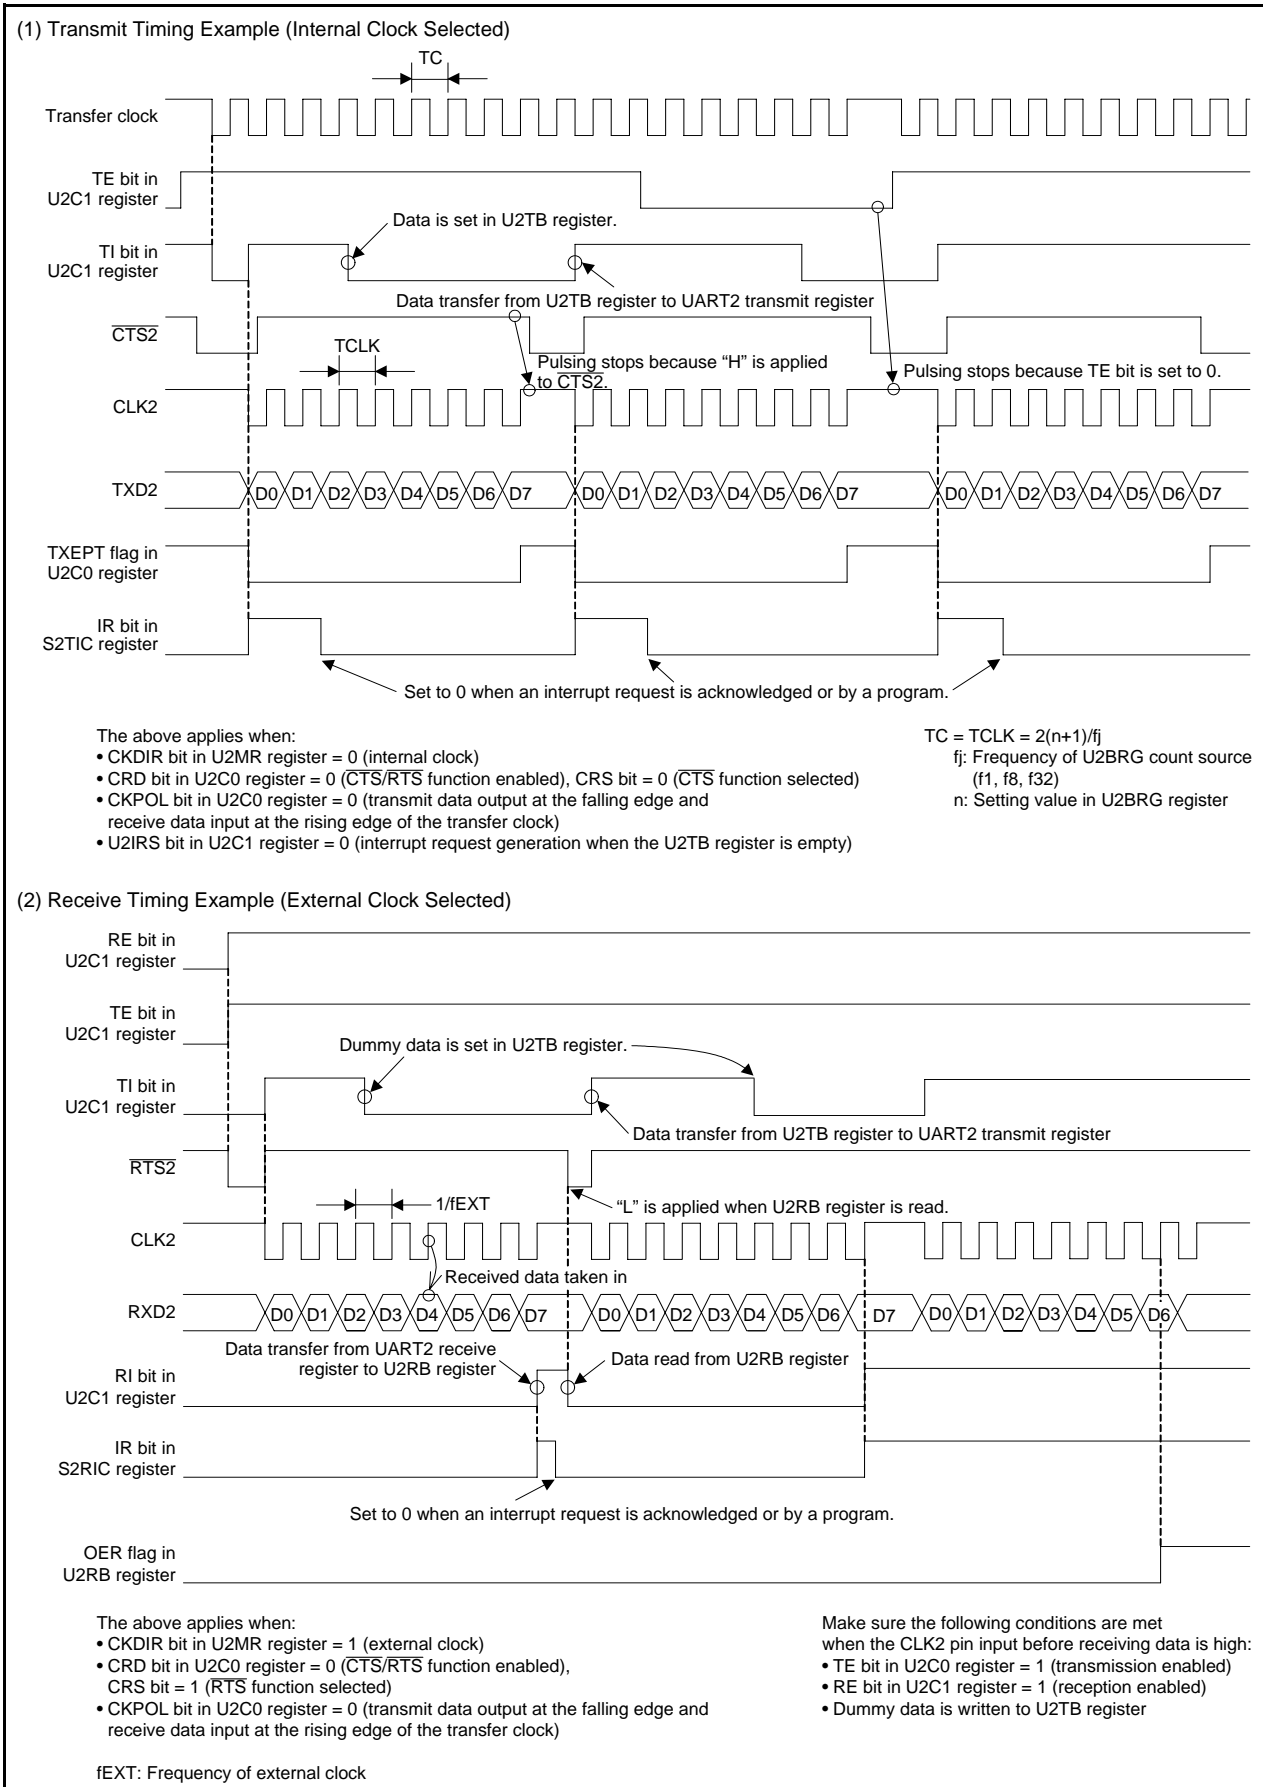 (1) Transmit Timing Example (Internal Clock Selected)
TC
Transfer clock
TE bit in
U2C1 register
Data is set in U2TB register.
TI bit in
U2C1 register
Data transfer from U2TB register to UART2 transmit register
CTS2
TCLK
Pulsing stops because “H” is applied
to CTS2.
Pulsing stops because TE bit is set to 0.
CLK2
TXD2
D0 D1 D2 D3 D4 D5 D6 D7 D0 D1 D2 D3 D4 D5 D6 D7 D0 D1 D2 D3 D4 D5 D6 D7
TXEPT flag in
U2C0 register
IR bit in
S2TIC register
Set to 0 when an interrupt request is acknowledged or by a program.
The above applies when:
• CKDIR bit in U2MR register = 0 (internal clock)
• CRD bit in U2C0 register = 0 (CTS/RTS function enabled), CRS bit = 0 (CTS function selected)
• CKPOL bit in U2C0 register = 0 (transmit data output at the falling edge and
receive data input at the rising edge of the transfer clock)
• U2IRS bit in U2C1 register = 0 (interrupt request generation when the U2TB register is empty)
TC = TCLK = 2(n+1)/fj
fj: Frequency of U2BRG count source
(f1, f8, f32)
n: Setting value in U2BRG register
(2) Receive Timing Example (External Clock Selected)
RE bit in
U2C1 register
TE bit in
U2C1 register
Dummy data is set in U2TB register.
TI bit in
U2C1 register
Data transfer from U2TB register to UART2 transmit register
RTS2
1/fEXT
“L” is applied when U2RB register is read.
CLK2
Received data taken in
RXD2
D0 D1 D2 D3 D4 D5 D6 D7 D0 D1 D2 D3 D4 D5 D6 D7 D0 D1 D2 D3 D4 D5 D6
Data transfer from UART2 receive
register to U2RB register
Data read from U2RB register
RI bit in
U2C1 register
IR bit in
S2RIC register
Set to 0 when an interrupt request is acknowledged or by a program.
OER flag in
U2RB register
The above applies when:
• CKDIR bit in U2MR register = 1 (external clock)
• CRD bit in U2C0 register = 0 (CTS/RTS function enabled),
CRS bit = 1 (RTS function selected)
• CKPOL bit in U2C0 register = 0 (transmit data output at the falling edge and
receive data input at the rising edge of the transfer clock)
Make sure the following conditions are met
when the CLK2 pin input before receiving data is high:
• TE bit in U2C0 register = 1 (transmission enabled)
• RE bit in U2C1 register = 1 (reception enabled)
• Dummy data is written to U2TB register
fEXT: Frequency of external clock